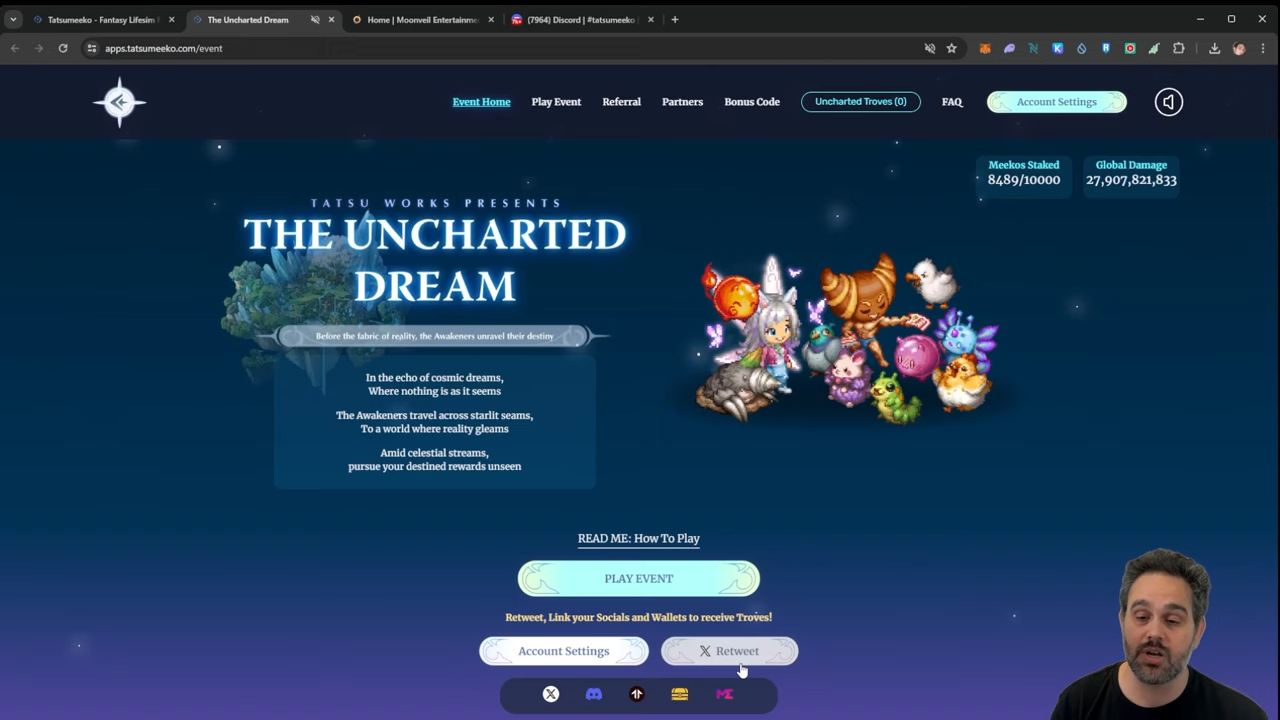 Tatsumeeko - Fantasy Lifesim
The Uncharted Dream
Home | Moonveil Entertainme
(7964) Discord | #tatsumeeko
apps.tatsumeeko.com/event
Event Home
Play Event
Referral
Partners
Bonus Code
Uncharted Troves (0)
FAQ
Account Settings
Meekos Staked
8489/10000
Global Damage
27,907,821,833
TATSU WORKS PRESENTS
THE UNCHARTED
DREAM
Before the fabric of reality, the Awakeners unravel their destiny
In the echo of cosmic dreams,
Where nothing is as it seems
The Awakeners travel across starlit seams,
To a world where reality gleams
Amid celestial streams,
pursue your destined rewards unseen
READ ME: How To Play
PLAY EVENT
Retweet, Link your Socials and Wallets to receive Troves!
Account Settings
Retweet